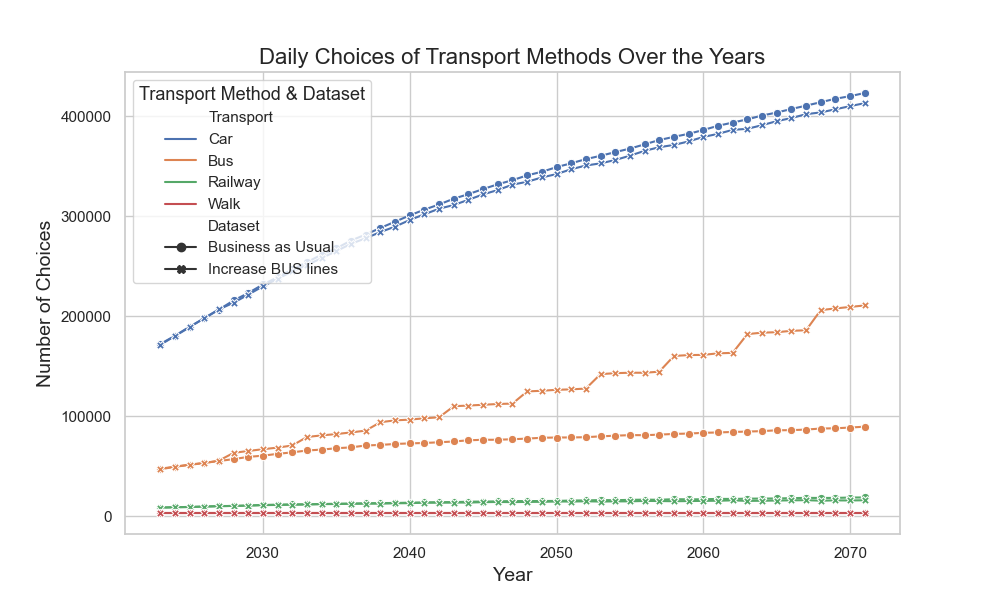 Daily Choices of Transport Methods Over the Years
Transport Method & Dataset
Transport
Car
Bus
Railway
Walk
Dataset
Business as Usual
Increase BUS lines
Number of Choices
400000
300000
200000
100000
0
2030
2040
2050
2060
2070
Year